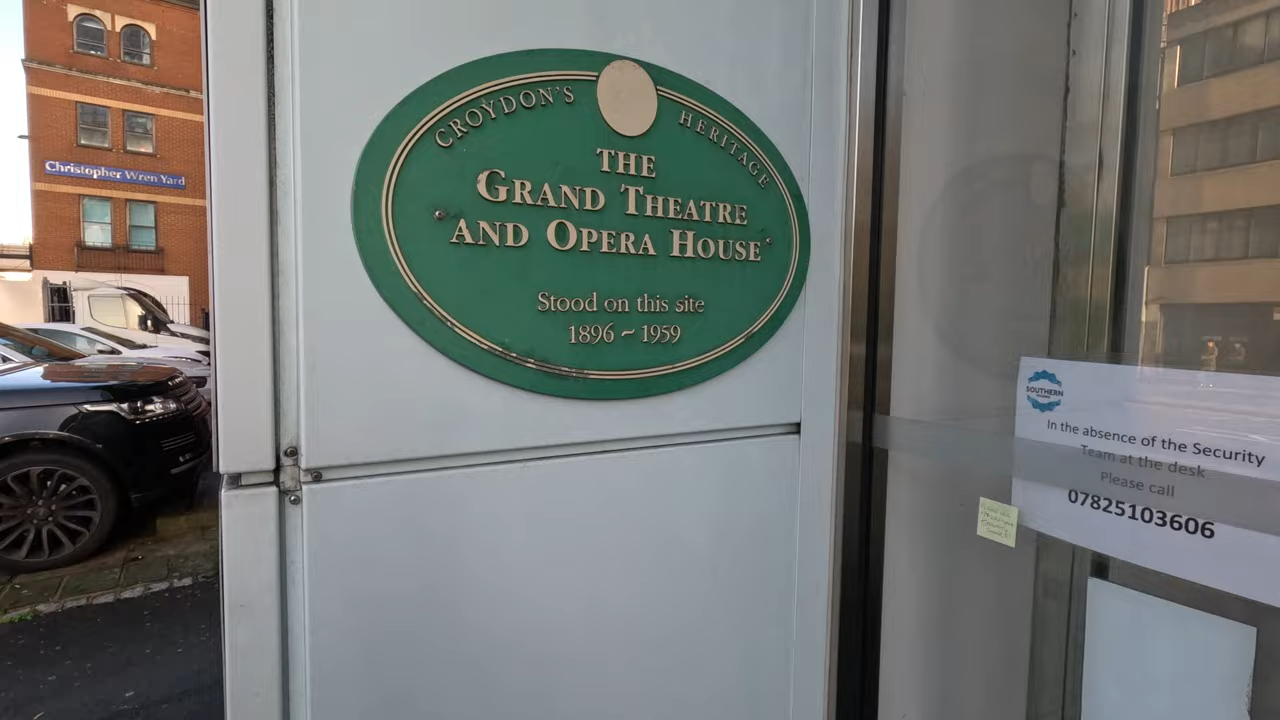 Christopher Wren Yard
CROYDON'S HERITAGE
THE
GRAND THEATRE
AND OPERA HOUSE
Stood on this site
1896 ~ 1959
SOUTHERN
In the absence of the Security
Team at the desk
Please call
07825103606